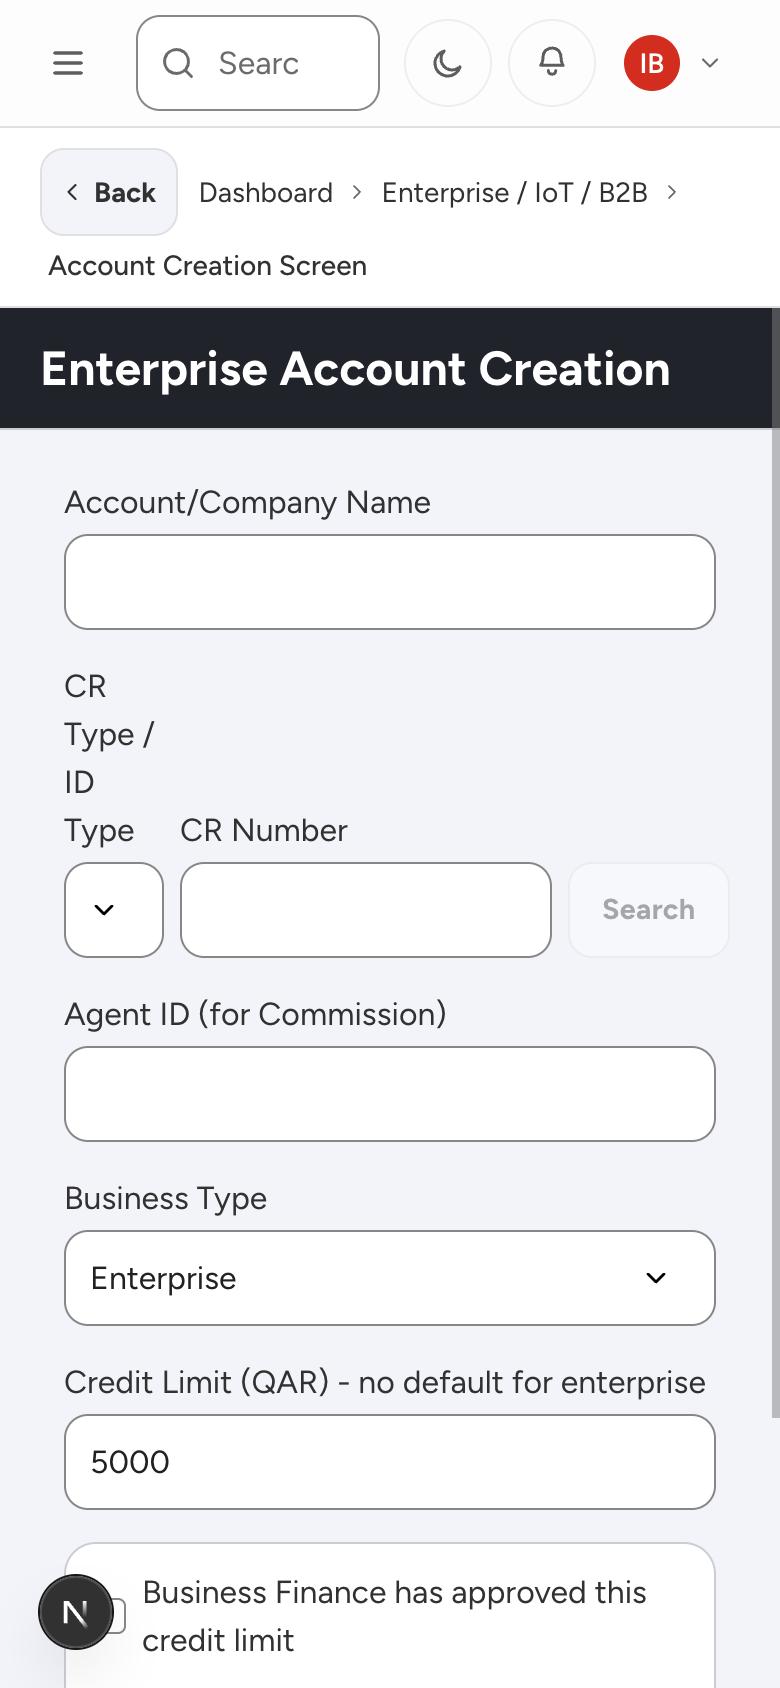 Searc
IB
Back Dashboard Enterprise / IoT / B2B
Account Creation Screen
Enterprise Account Creation
Account/Company Name
CR
Type /
ID
Type
CR Number
Search
Agent ID (for Commission)
Business Type
Enterprise
Credit Limit (QAR) - no default for enterprise
5000
N
Business Finance has approved this
credit limit